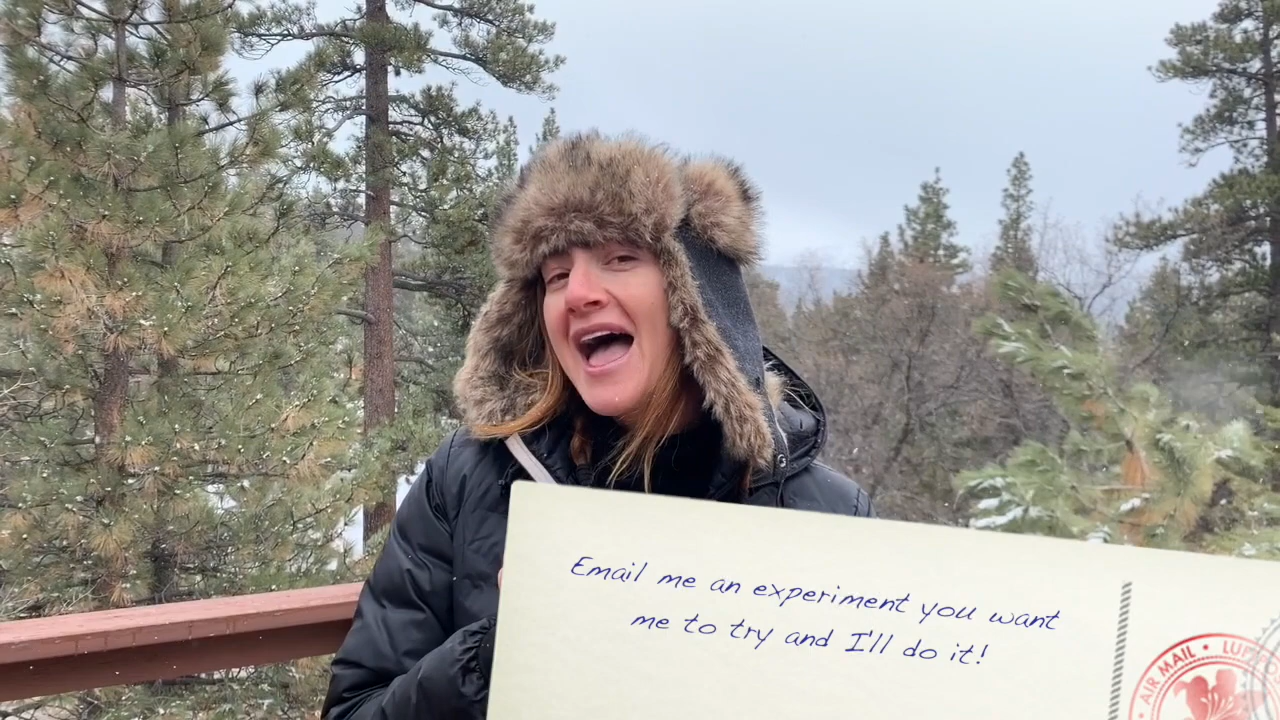 Email me an experiment you want
me to try and I'll do it!
AIR MAIL •